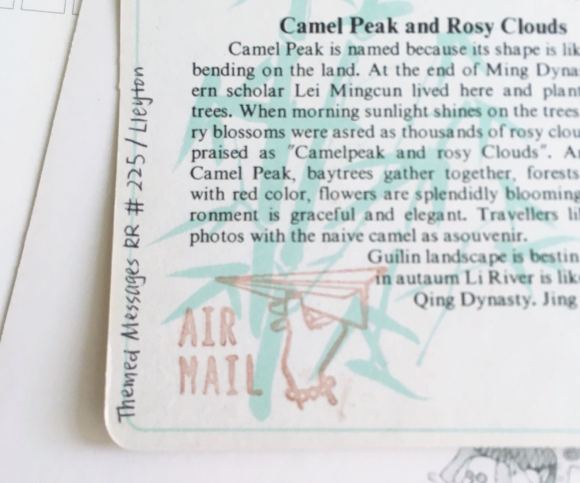 Camel Peak and Rosy Clouds
Camel Peak is named because its shape is lik
bending on the land. At the end of Ming Dyna
ern scholar Lei Mingcun lived here and plant
trees. When morning sunlight shines on the trees
ry blossoms were asred as thousands of rosy clou
praised as "Camelpeak and rosy Clouds". A
Camel Peak, baytrees gather together, forests
with red color, flowers are splendidly blooming
ronment is graceful and elegant. Travellers li
photos with the naive camel as asouvenir.
Guilin landscape is bestin
in autaum Li River is lik
Qing Dynasty. Jing
AIR
MAIL
Themed Messages RR # 225 / Lleyton